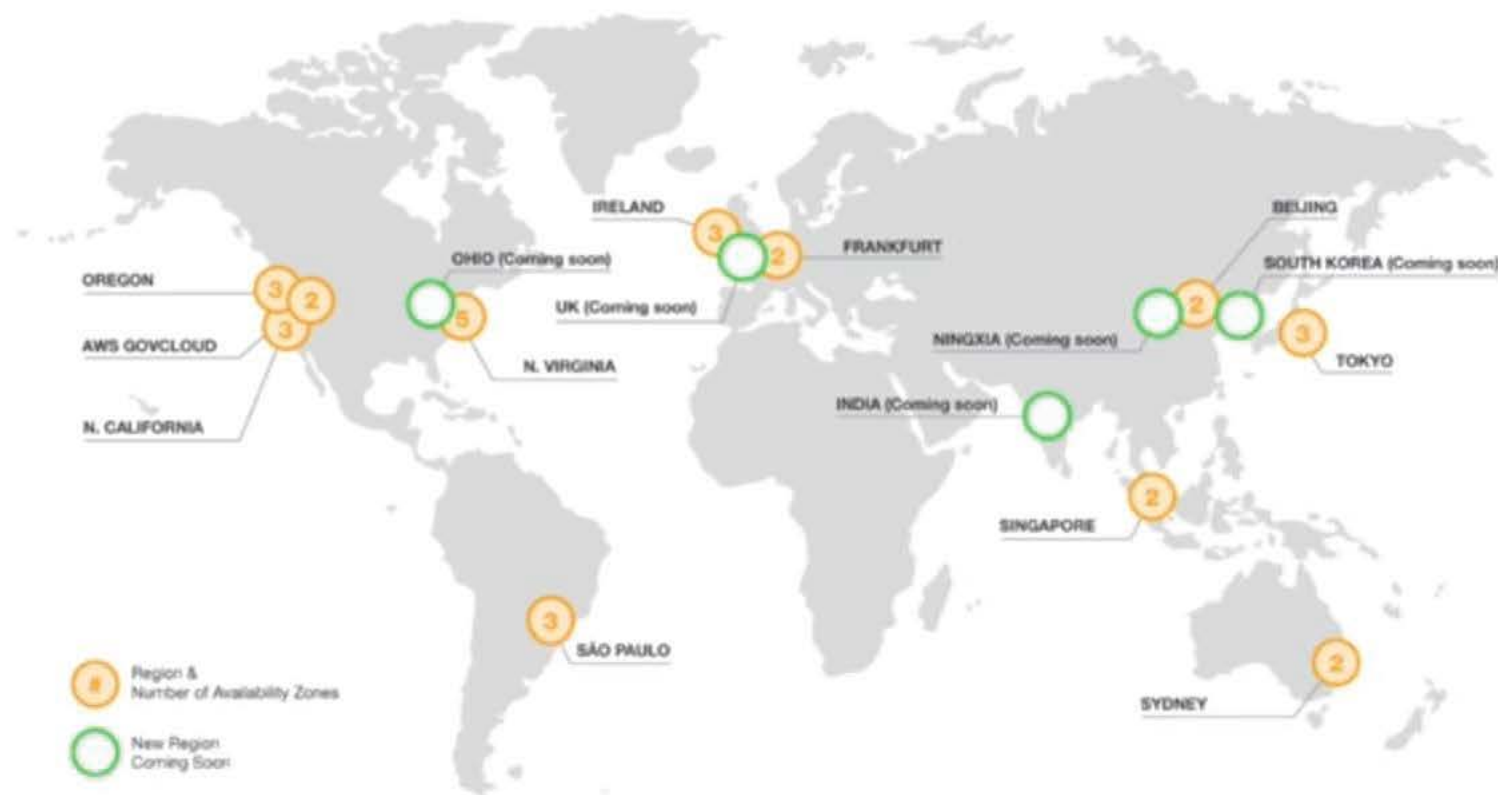 IRELAND
BEIJING
FRANKFURT
OHIO (Coming soon)
SOUTH KOREA (Coming soon)
OREGON
3
2
3
3
2
5
2
3
UK (Coming soon)
NINGXIA (Coming soon)
AWS GOVCLOUD
N. VIRGINIA
TOKYO
INDIA (Coming soon)
N. CALIFORNIA
2
SINGAPORE
3
SÃO PAULO
2
SYDNEY
#
Region &
Number of Availability Zones
New Region
Coming Soon